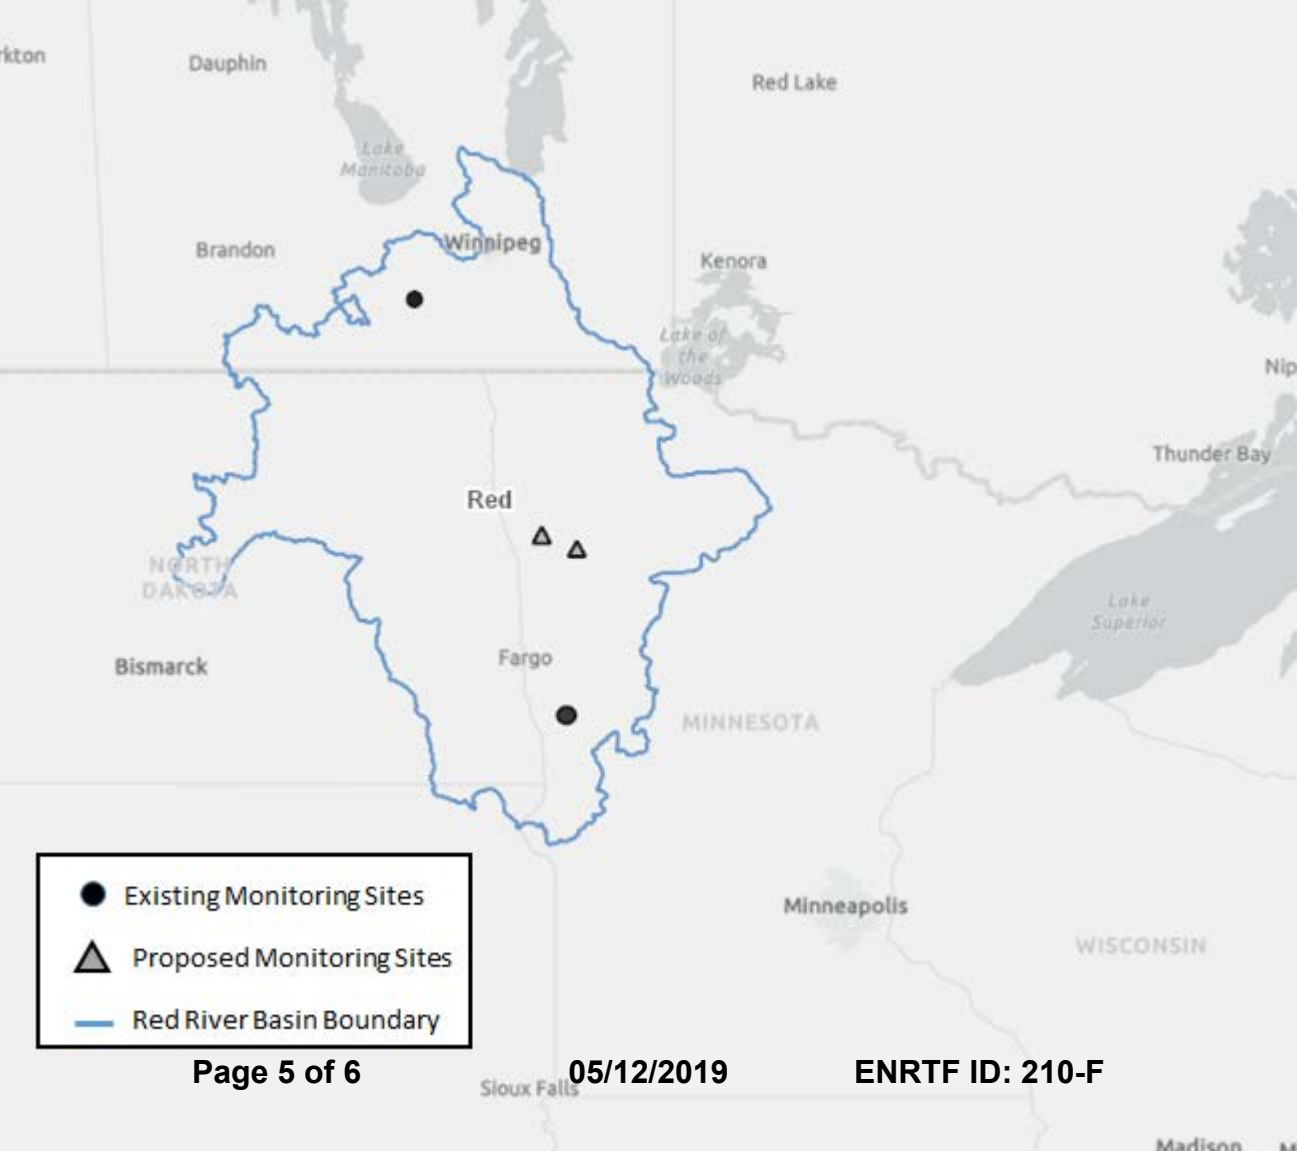 rkton
Dauphin
Red Lake
Lake
Manitoba
Winnipeg
Brandon
Kenora
Lake of
the
Woods
Nip
Thunder Bay
Red
NORTH
DAKOTA
Lake
Superior
Fargo
Bismarck
MINNESOTA
Existing Monitoring Sites
Proposed Monitoring Sites
Red River Basin Boundary
Minneapolis
WISCONSIN
Page 5 of 6 05/12/2019 ENRTF ID: 210-F
Sioux Falls
Madison
M